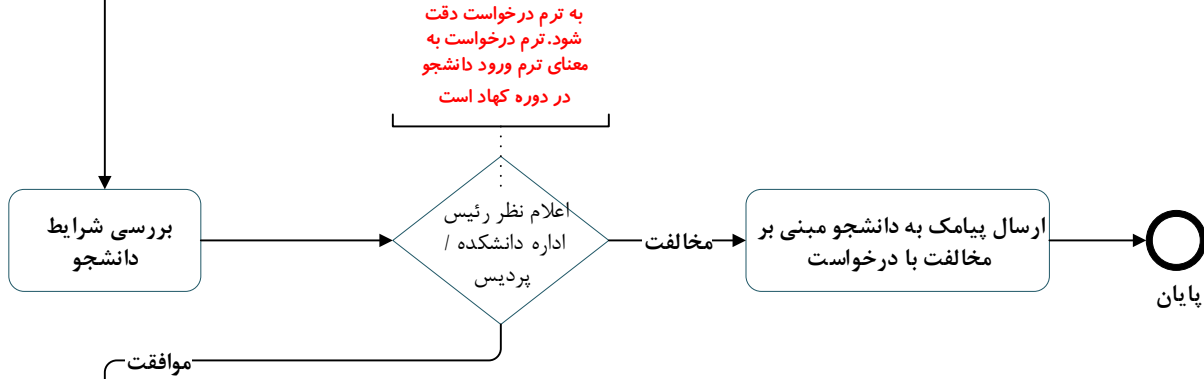 به ترم درخواست دقت
شود.ترم درخواست به
معنای ترم ورود دانشجو
در دوره کهاد است
بررسی شرایط
دانشجو
اعلام نظر رئیس
اداره دانشکده /
پردیس
مخالفت
ارسال پیامک به دانشجو مبنی بر
مخالفت با درخواست
پایان
موافقت